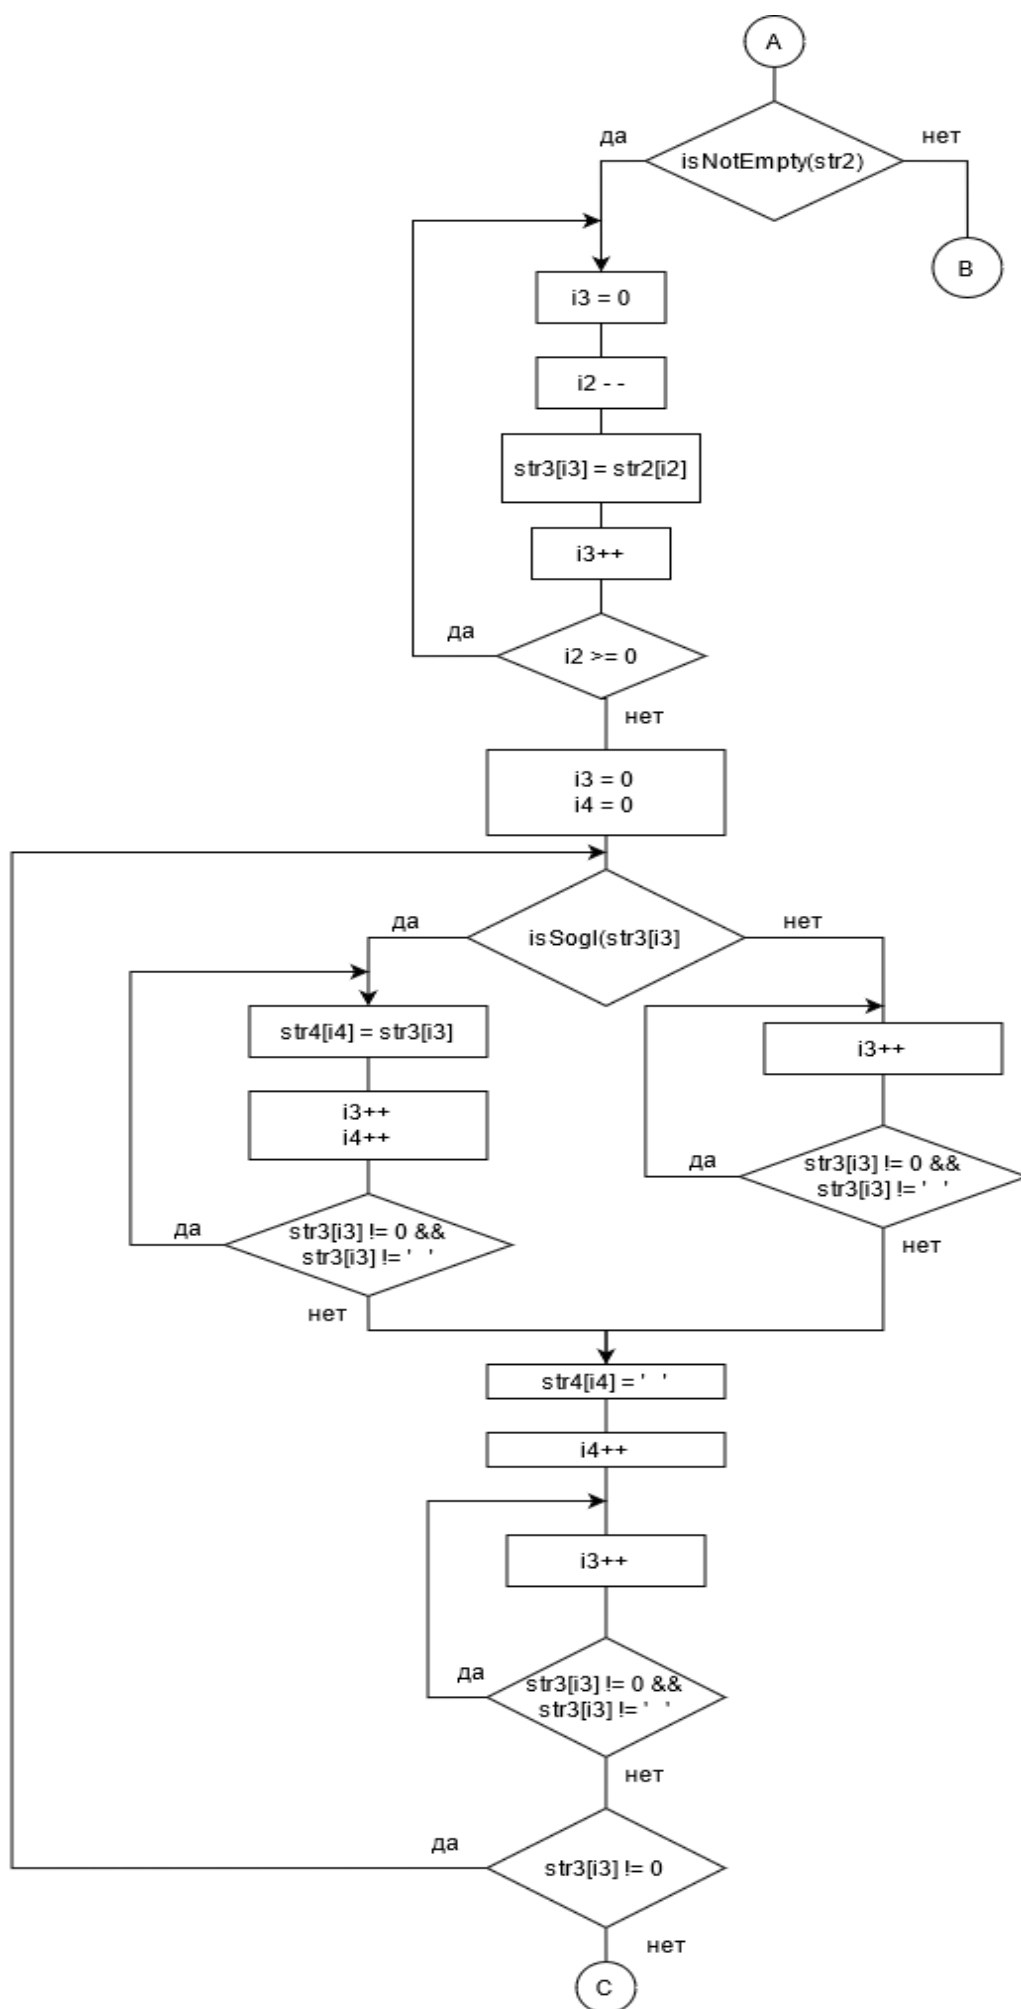 A
да
нет
isNotEmpty(str2)
B
i3 = 0
i2 - -
str3[i3] = str2[i2]
i3++
да
i2 >= 0
нет
i3 = 0
i4 = 0
да
нет
isSogl(str3[i3]
str4[i4] = str3[i3]
i3++
i3++
i4++
да
str3[i3] != 0 &&
str3[i3] != ' '
да
str3[i3] != 0 &&
str3[i3] != ' '
нет
нет
str4[i4] = ' '
i4++
i3++
да
str3[i3] != 0 &&
str3[i3] != ' '
нет
да
str3[i3] != 0
нет
C